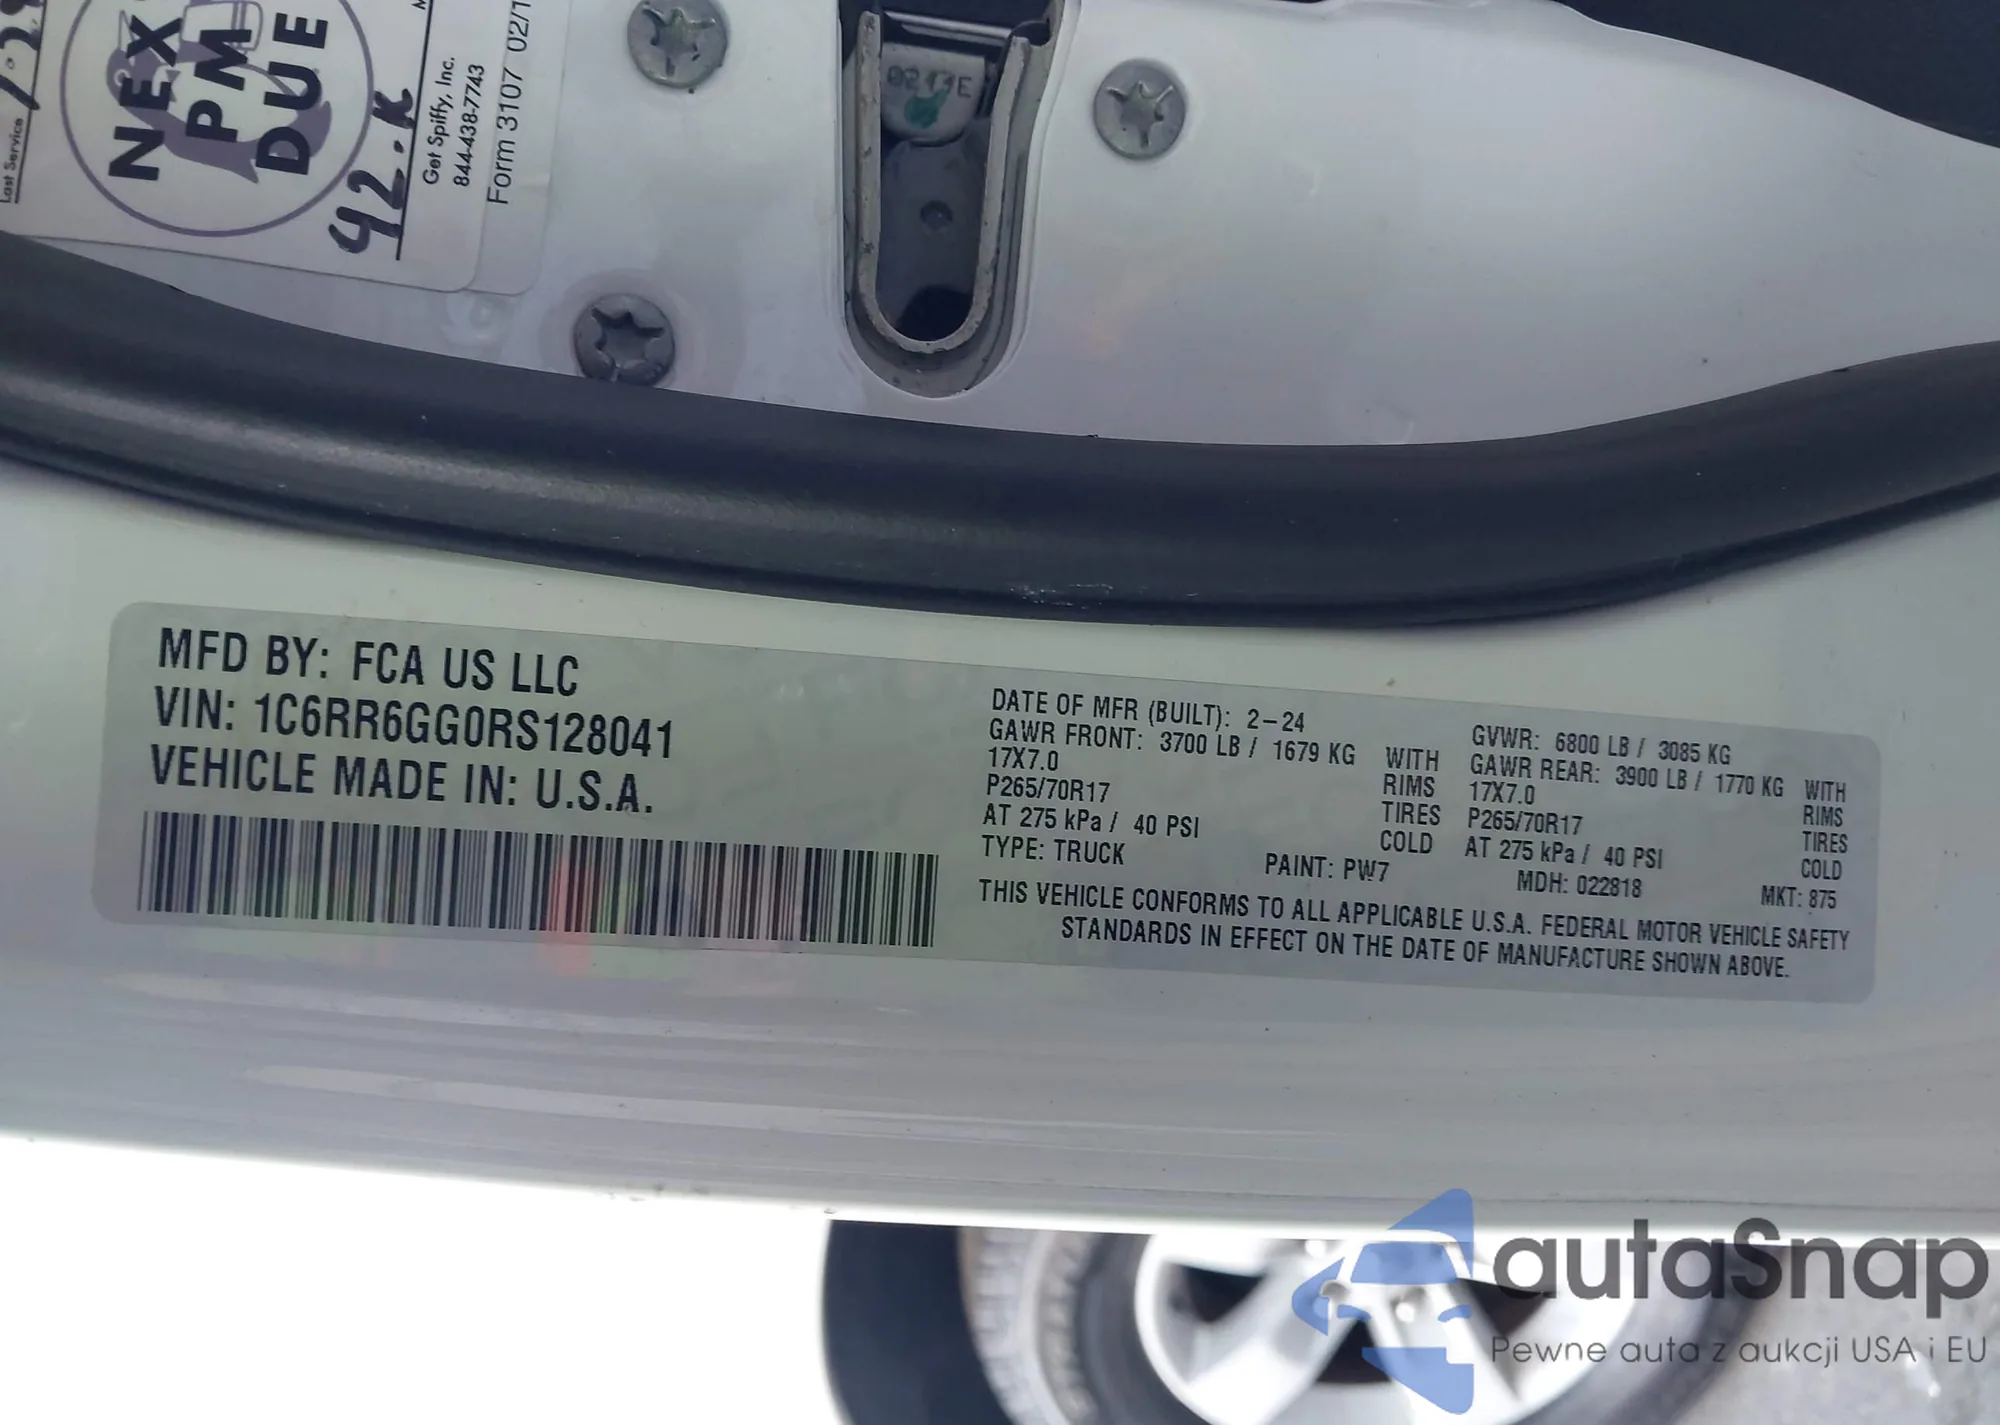 Last Service
NEX
PM
DUE
42.K
Get Spiffy, Inc.
844-438-7743
Form 3107 02/1
MFD BY: FCA US LLC
VIN: 1C6RR6GG0RS128041
VEHICLE MADE IN: U.S.A.
DATE OF MFR (BUILT): 2-24
GAWR FRONT: 3700 LB / 1679 KG WITH
17X7.0 RIMS
P265/70R17 TIRES
AT 275 kPa / 40 PSI COLD
GVWR: 6800 LB / 3085 KG
GAWR REAR: 3900 LB / 1770 KG WITH
17X7.0 RIMS
P265/70R17 TIRES
AT 275 kPa / 40 PSI COLD
TYPE: TRUCK PAINT: PW7 MDH: 022818 MKT: 875
THIS VEHICLE CONFORMS TO ALL APPLICABLE U.S.A. FEDERAL MOTOR VEHICLE SAFETY
STANDARDS IN EFFECT ON THE DATE OF MANUFACTURE SHOWN ABOVE.
autaSnap
Pewne auta z aukcji USA i EU